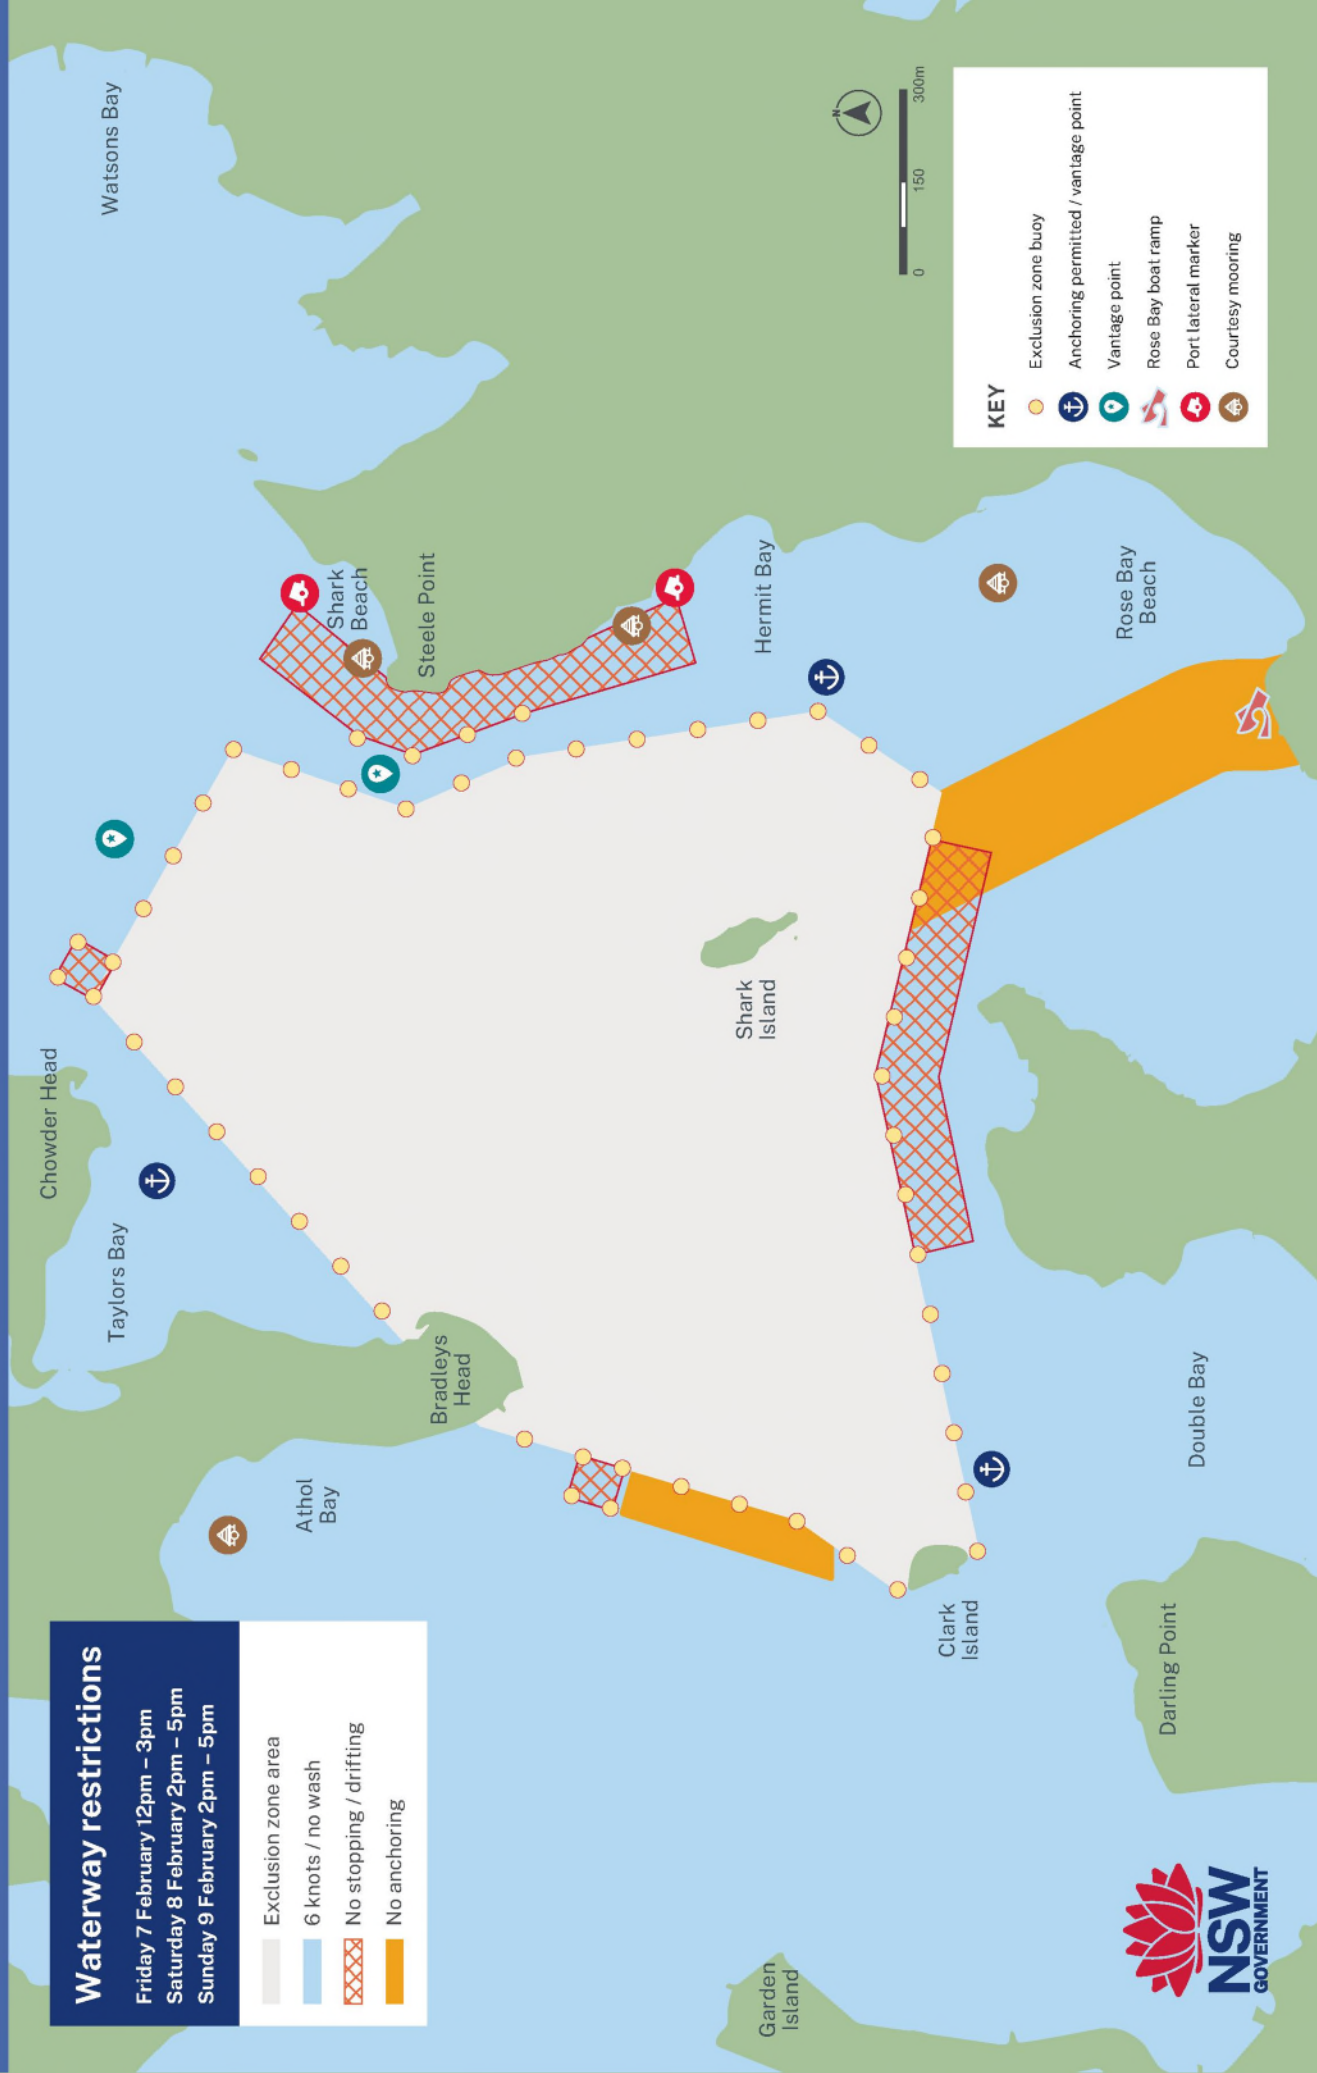 Waterway restrictions
Friday 7 February 12pm – 3pm
Saturday 8 February 2pm – 5pm
Sunday 9 February 2pm – 5pm
Exclusion zone area
6 knots / no wash
No stopping / drifting
No anchoring
Chowder Head
Taylors Bay
Watsons Bay
Athol
Bay
Bradleys
Head
Shark
Beach
Steele Point
Shark
Island
Hermit Bay
Garden
Island
Clark
Island
Darling Point
Double Bay
Rose Bay
Beach
N
0
150
300m
KEY
Exclusion zone buoy
Anchoring permitted / vantage point
Vantage point
Rose Bay boat ramp
Port lateral marker
Courtesy mooring
NSW
GOVERNMENT